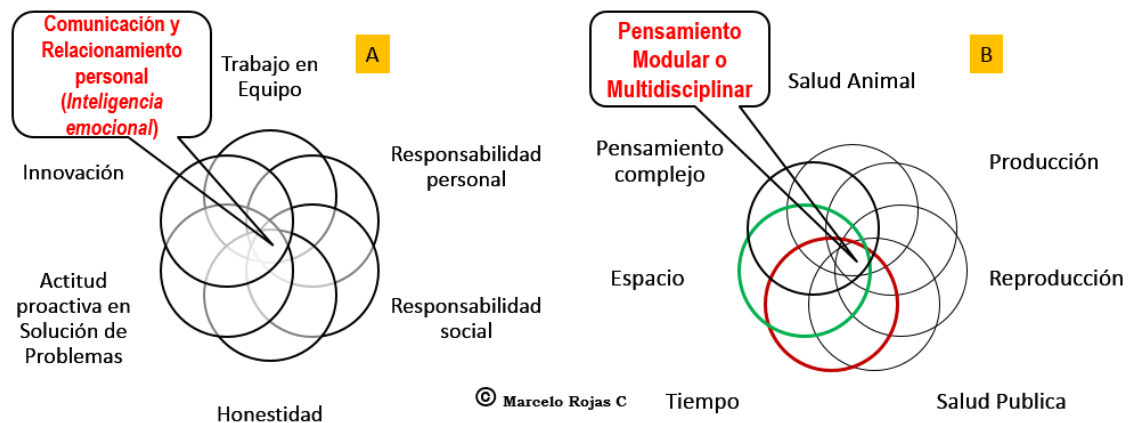 Comunicación y
Relacionamiento
personal
(Inteligencia
emocional)
A
Trabajo en
Equipo
Innovación
Responsabilidad
personal
Actitud
proactiva en
Solución de
Problemas
Responsabilidad
social
Honestidad
Pensamiento
Modular o
Multidisciplinar
B
Salud Animal
Pensamiento
complejo
Producción
Espacio
Reproducción
© Marcelo Rojas C
Tiempo
Salud Publica